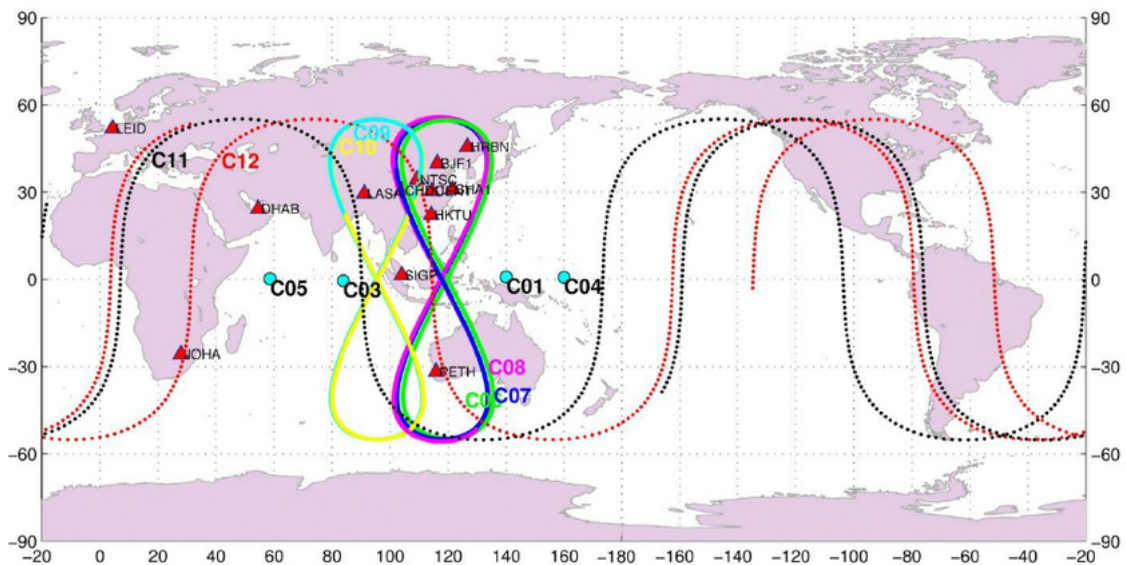 90 90
60 60
C09
LEID C10 HRBN
C11 C12 BJF1
NTSC
30 LASA SHA1 30
DHAB HKTU
0 SIGP 0
C05 C03 C01 C04
JOHA
-30 PETH C08 -30
C07
-60 -60
-90 -90
-20 0 20 40 60 80 100 120 140 160 -180 -160 -140 -120 -100 -80 -60 -40 -20